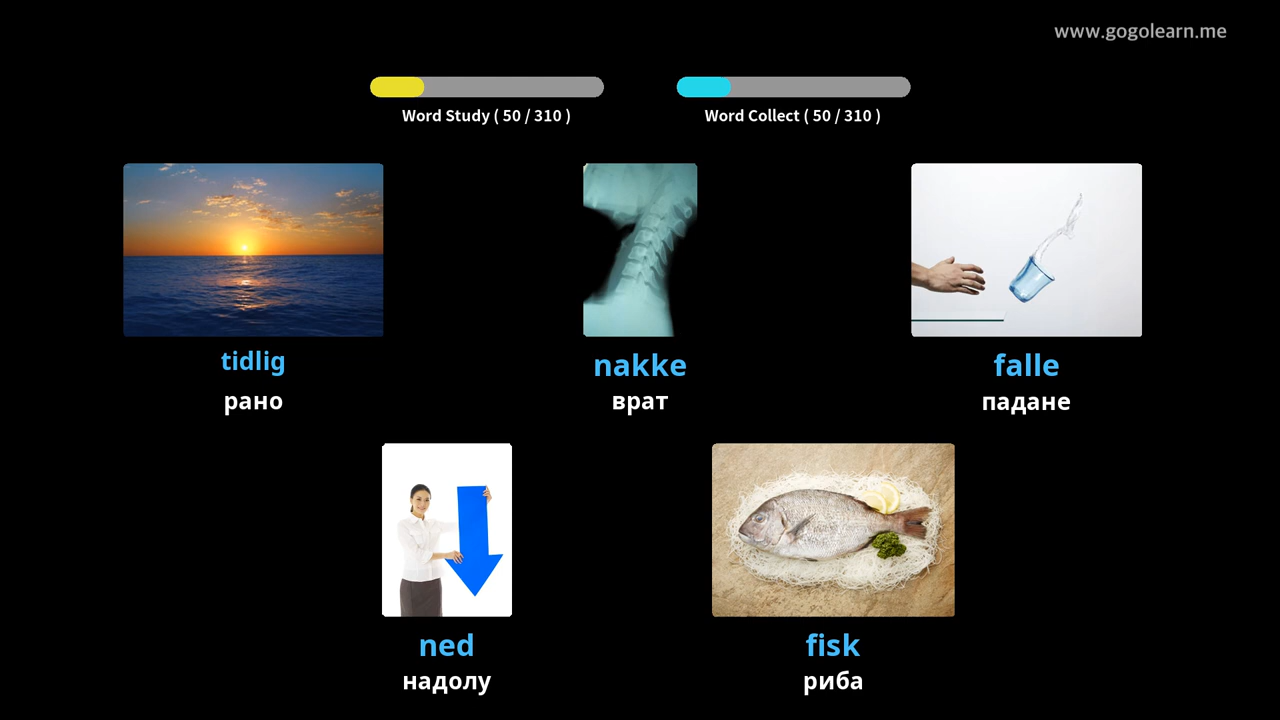 www.gogolearn.me
Word Study ( 50 / 310 )
Word Collect ( 50 / 310 )
tidlig
рано
nakke
врат
falle
падане
ned
надолу
fisk
риба